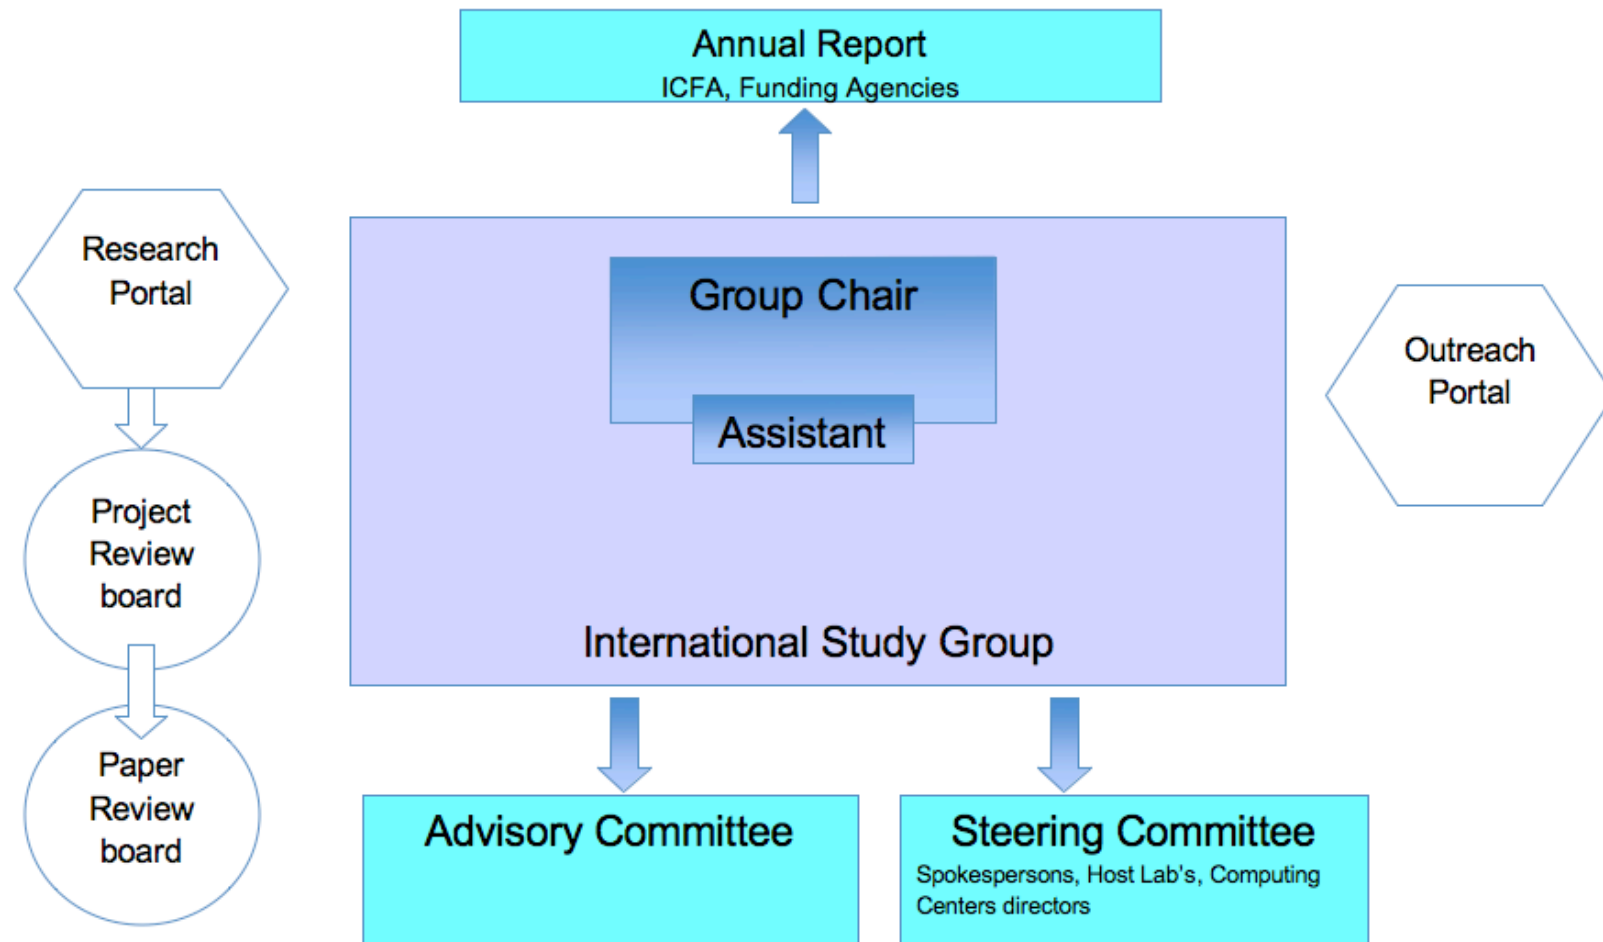 Annual Report
ICFA, Funding Agencies
Research
Portal
Group Chair
Assistant
Outreach
Portal
Project
Review
board
International Study Group
Paper
Review
board
Advisory Committee
Steering Committee
Spokespersons, Host Lab's, Computing
Centers directors